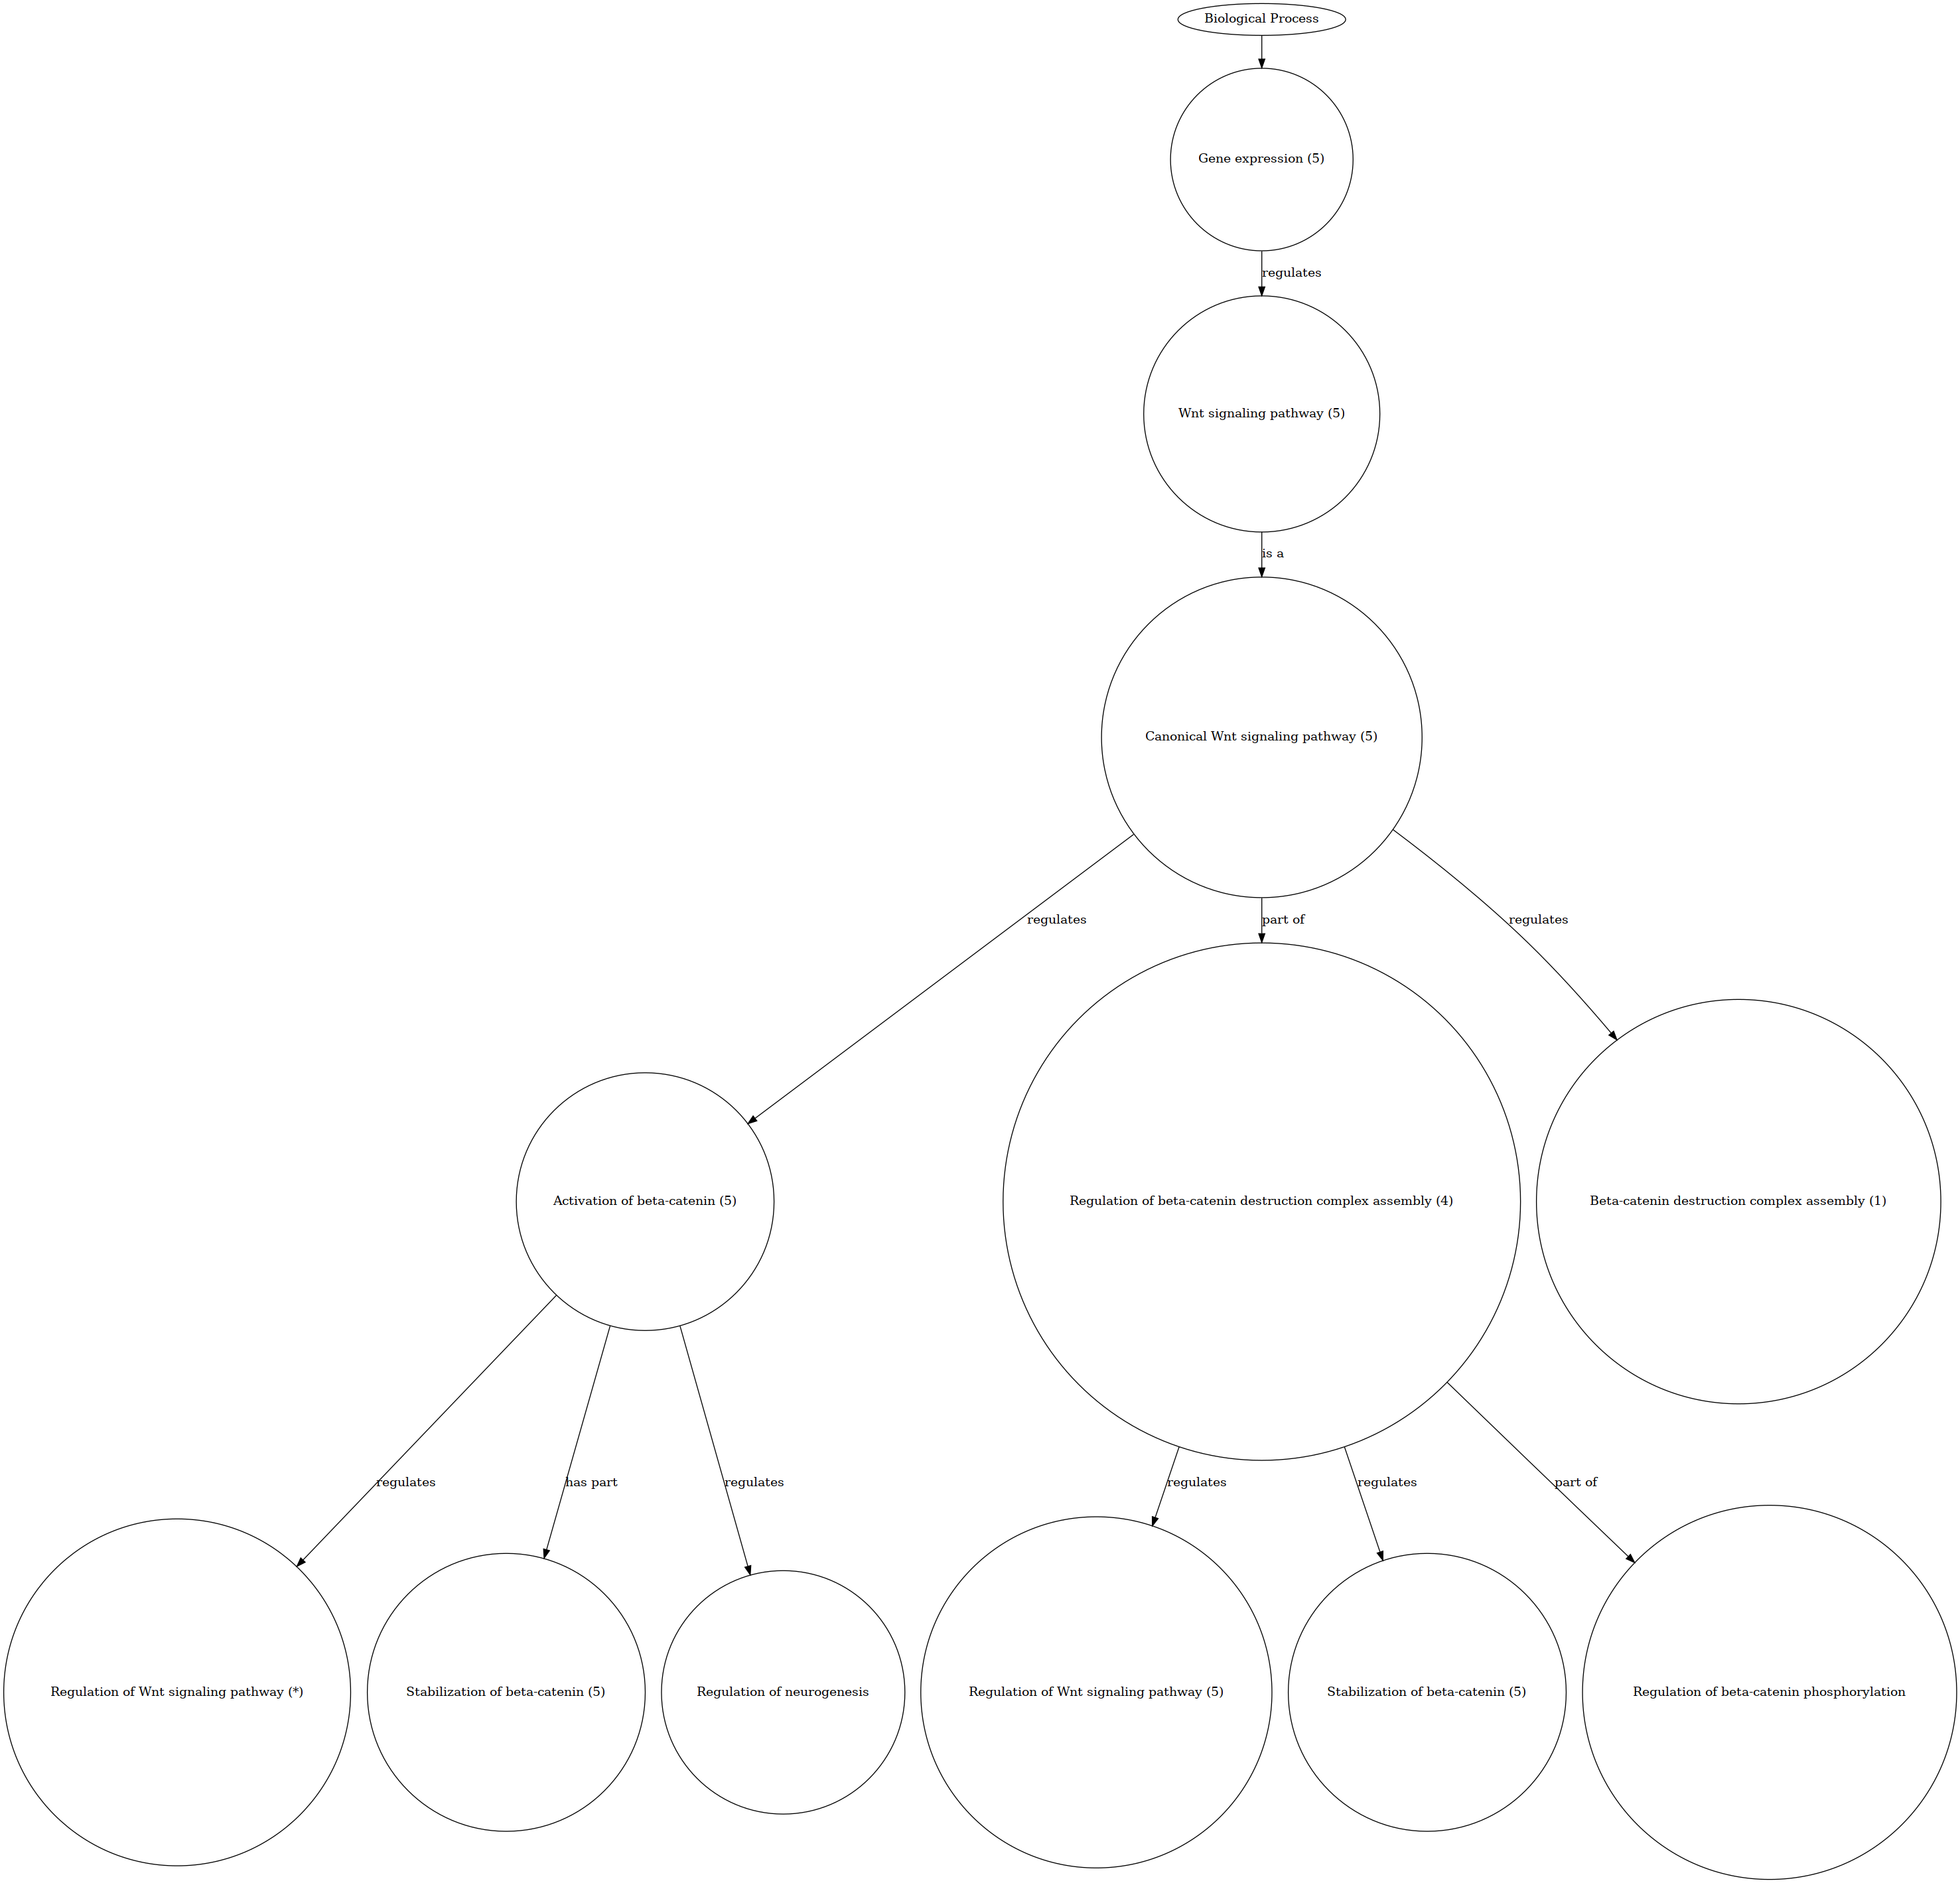 Biological Process
Gene expression (5)
regulates
Wnt signaling pathway (5)
is a
Canonical Wnt signaling pathway (5)
regulates
part of
regulates
Activation of beta-catenin (5)
Regulation of beta-catenin destruction complex assembly (4)
Beta-catenin destruction complex assembly (1)
regulates
has part
regulates
regulates
regulates
part of
Regulation of Wnt signaling pathway (*)
Stabilization of beta-catenin (5)
Regulation of neurogenesis
Regulation of Wnt signaling pathway (5)
Stabilization of beta-catenin (5)
Regulation of beta-catenin phosphorylation